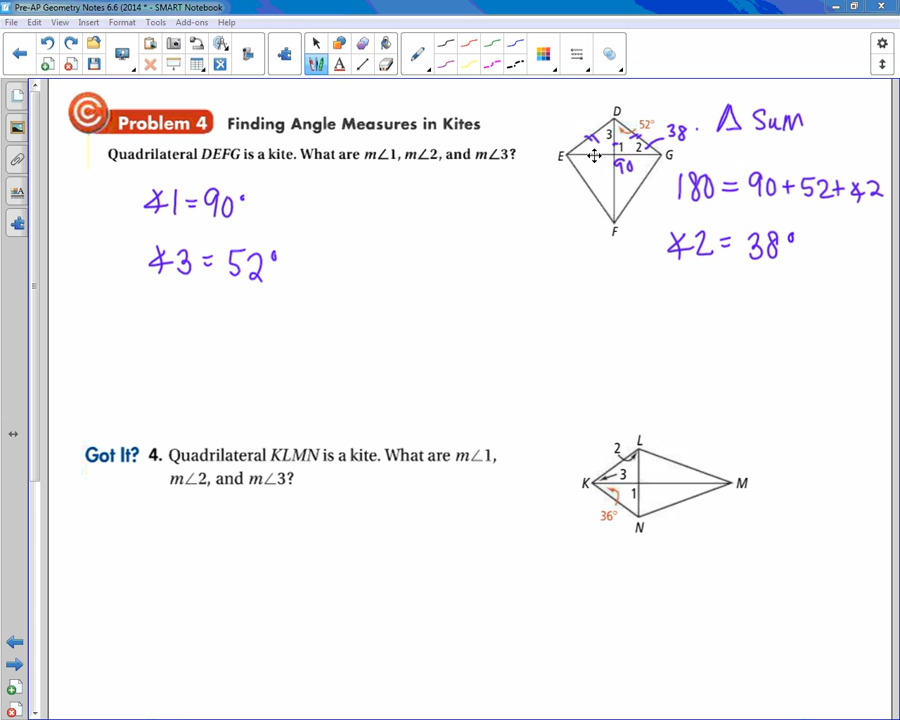 Pre-AP Geometry Notes 6.6 (2014 * - SMART Notebook
File Edit View Insert Format Tools Add-ons Help
Problem 4 Finding Angle Measures in Kites
Quadrilateral DEFG is a kite. What are m∠1, m∠2, and m∠3?
D
52°
3
1
2
38.
E
G
90
F
Δ Sum
180 = 90+52+∡2
∡2 = 38°
∡1 = 90°
∡3 = 52°
Got It? 4. Quadrilateral KLMN is a kite. What are m∠1,
m∠2, and m∠3?
L
2
3
K
M
1
36°
N